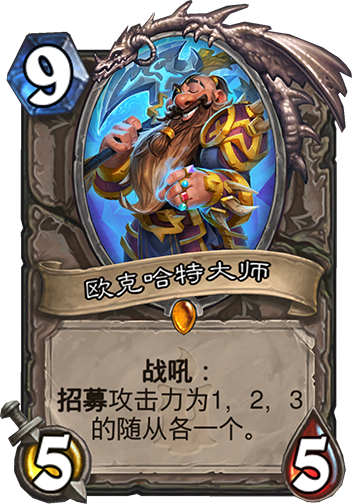 9
欧克哈特大师
战吼：
招募攻击力为1，2，3
的随从各一个。
5
5